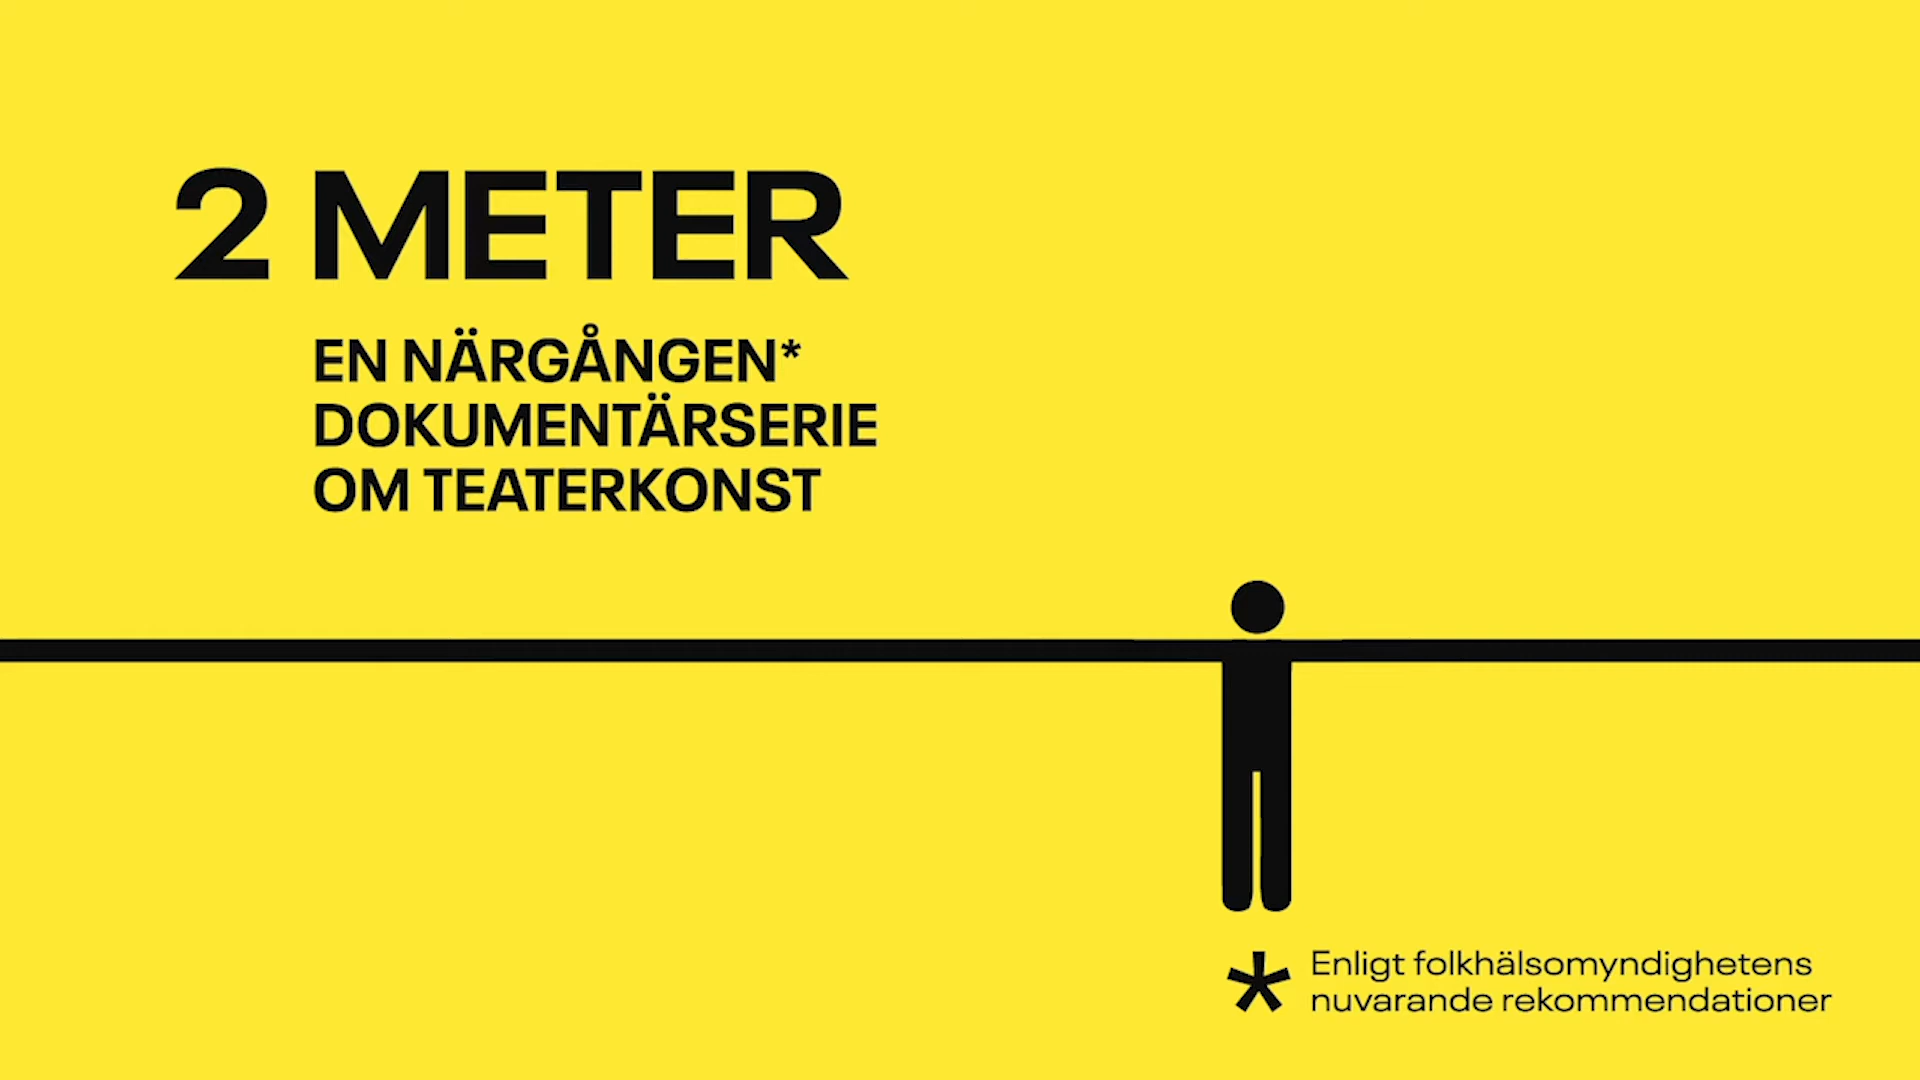 2 METER
EN NÄRGÅNGEN*
DOKUMENTÄRSERIE
OM TEATERKONST
* Enligt folkhälsomyndighetens
nuvarande rekommendationer